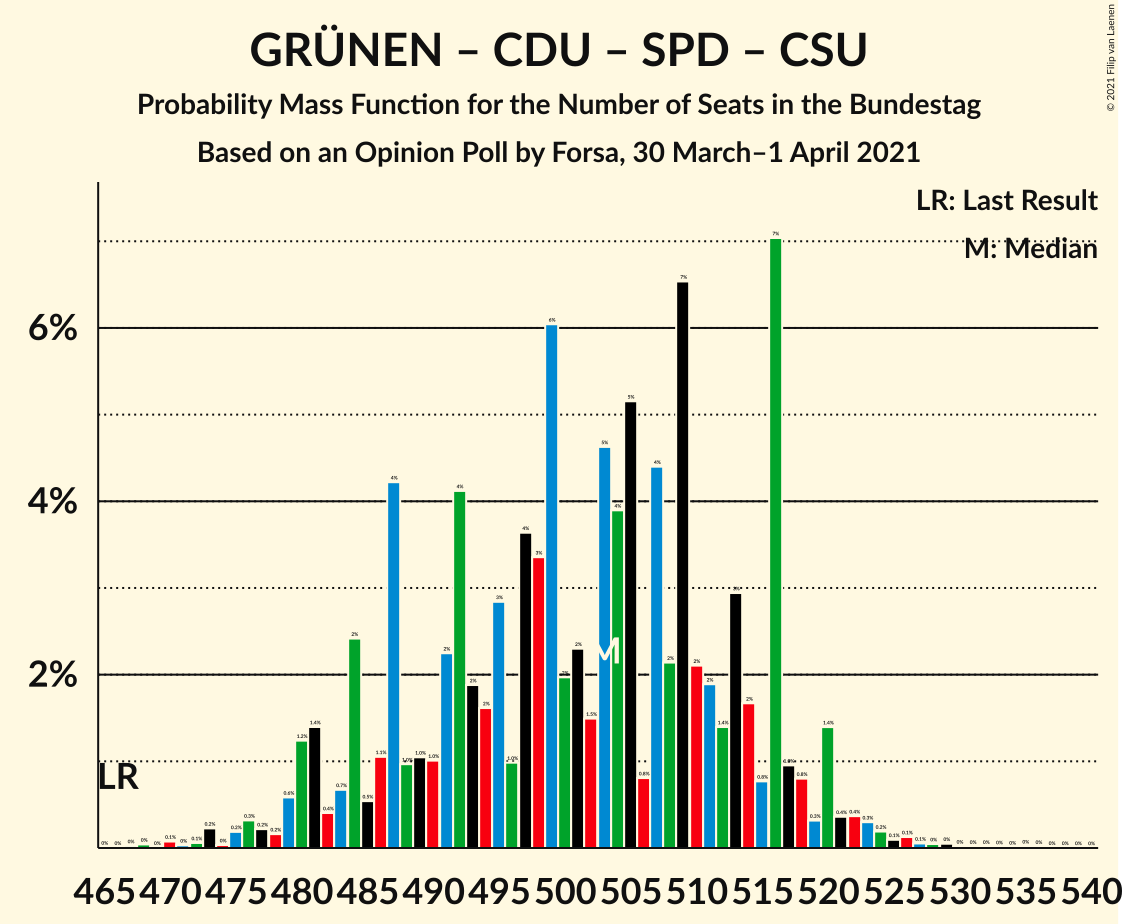 GRÜNEN – CDU – SPD – CSU
Probability Mass Function for the Number of Seats in the Bundestag
Based on an Opinion Poll by Forsa, 30 March–1 April 2021
© 2021 Filip van Laenen
LR: Last Result
M: Median
6%
4%
2%
LR
M
465 470 475 480 485 490 495 500 505 510 515 520 525 530 535 540